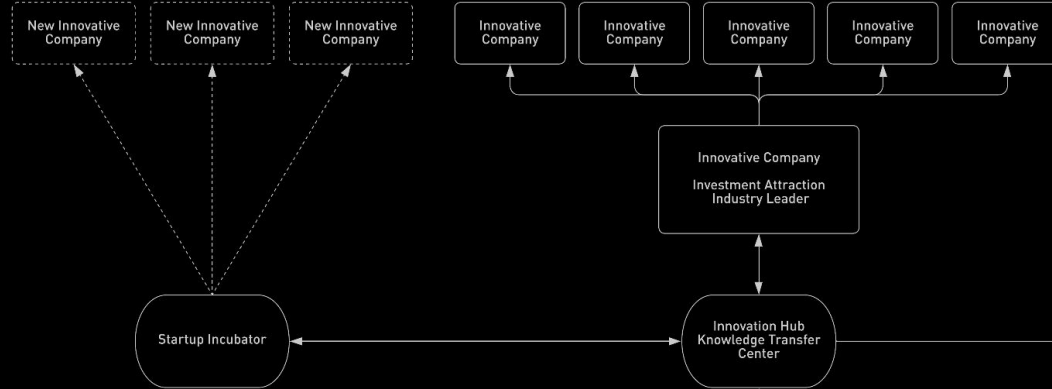 New Innovative
Company
New Innovative
Company
New Innovative
Company
Innovative
Company
Innovative
Company
Innovative
Company
Innovative
Company
Innovative
Company
Innovative Company
Investment Attraction
Industry Leader
Startup Incubator
Innovation Hub
Knowledge Transfer
Center